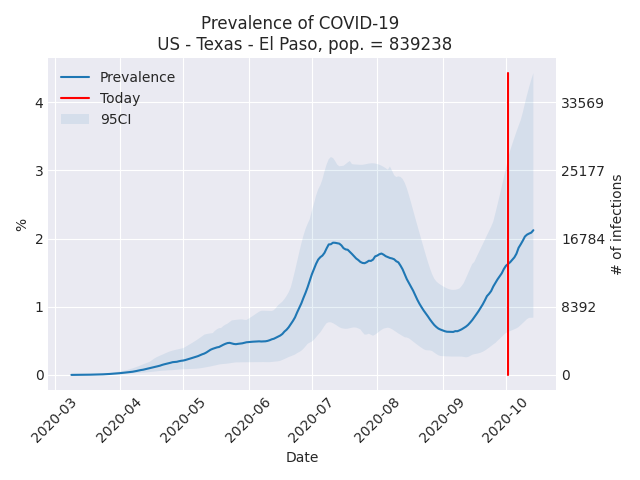 Prevalence of COVID-19
US - Texas - El Paso, pop. = 839238
Prevalence
Today
95CI
4
3
2
1
0
%
33569
25177
16784
8392
0
# of infections
2020-03
2020-04
2020-05
2020-06
2020-07
2020-08
2020-09
2020-10
Date